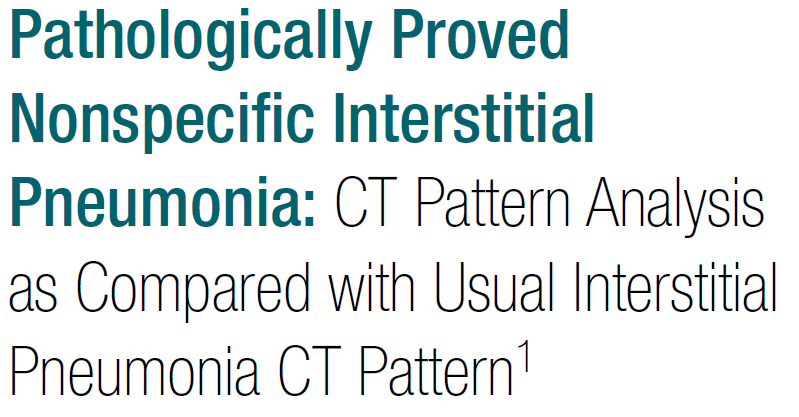 Pathologically Proved
Nonspecific Interstitial
Pneumonia: CT Pattern Analysis
as Compared with Usual Interstitial
Pneumonia CT Pattern¹